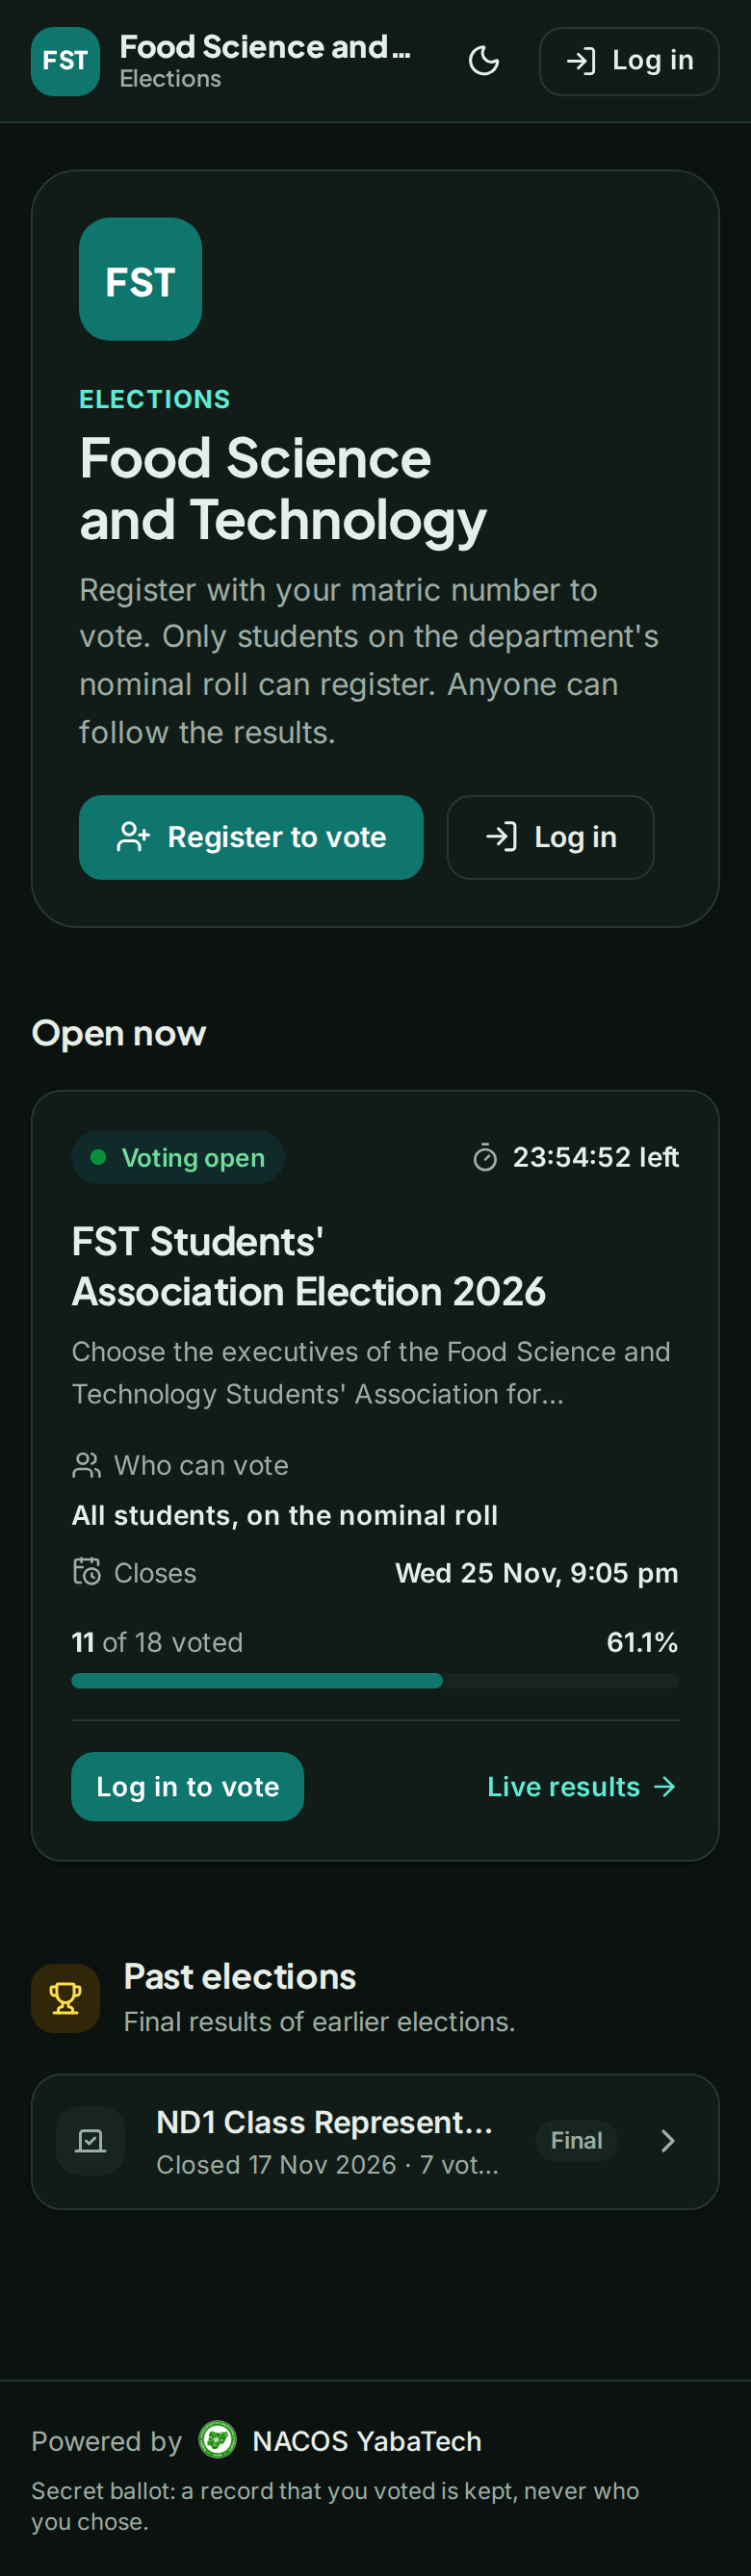 FST
Food Science and...
Elections
Log in
FST
ELECTIONS
Food Science
and Technology
Register with your matric number to
vote. Only students on the department's
nominal roll can register. Anyone can
follow the results.
Register to vote
Log in
Open now
Voting open
23:54:52 left
FST Students'
Association Election 2026
Choose the executives of the Food Science and
Technology Students' Association for...
Who can vote
All students, on the nominal roll
Closes
Wed 25 Nov, 9:05 pm
11 of 18 voted
61.1%
Log in to vote
Live results →
Past elections
Final results of earlier elections.
ND1 Class Represent...
Closed 17 Nov 2026 · 7 vot...
Final
Powered by NACOS YabaTech
Secret ballot: a record that you voted is kept, never who
you chose.